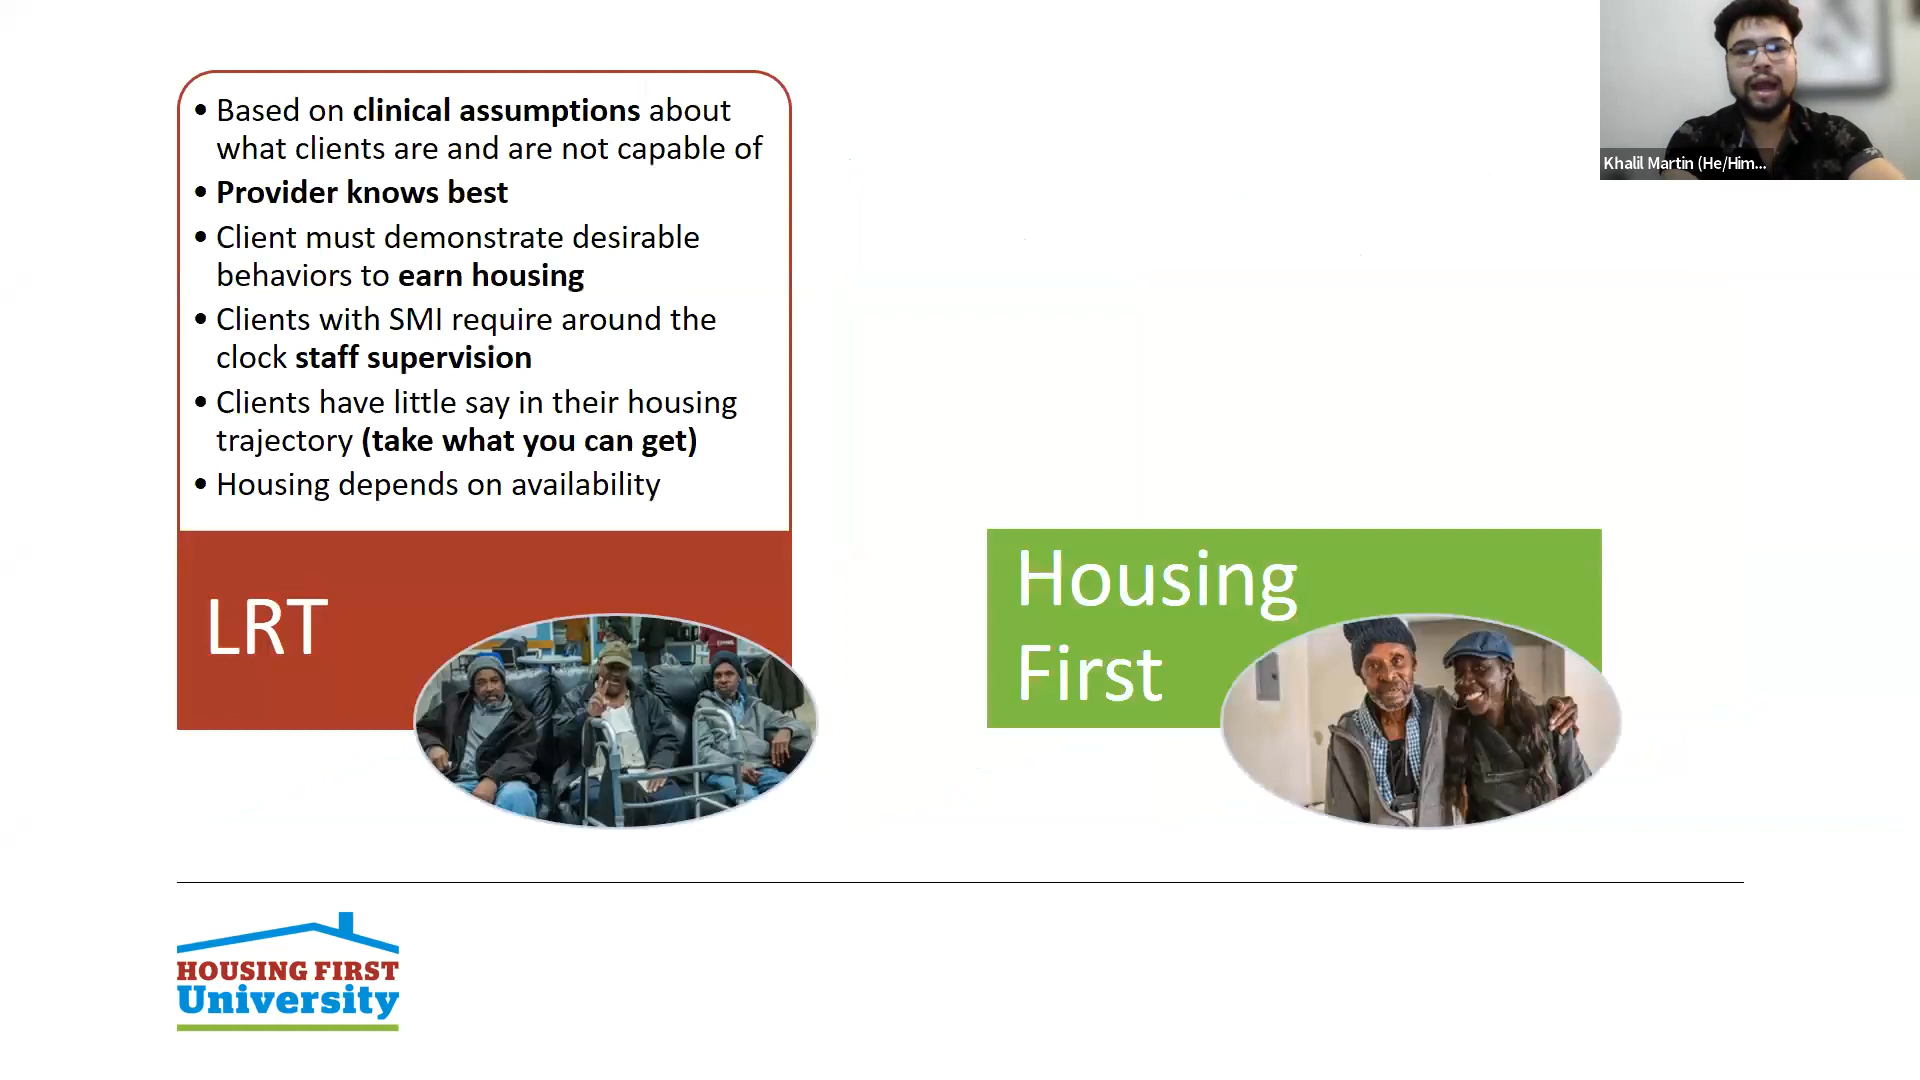 • Based on clinical assumptions about
what clients are and are not capable of
• Provider knows best
• Client must demonstrate desirable
behaviors to earn housing
• Clients with SMI require around the
clock staff supervision
• Clients have little say in their housing
trajectory (take what you can get)
• Housing depends on availability
LRT
Housing
First
Khalil Martin (He/Him...
HOUSING FIRST
University